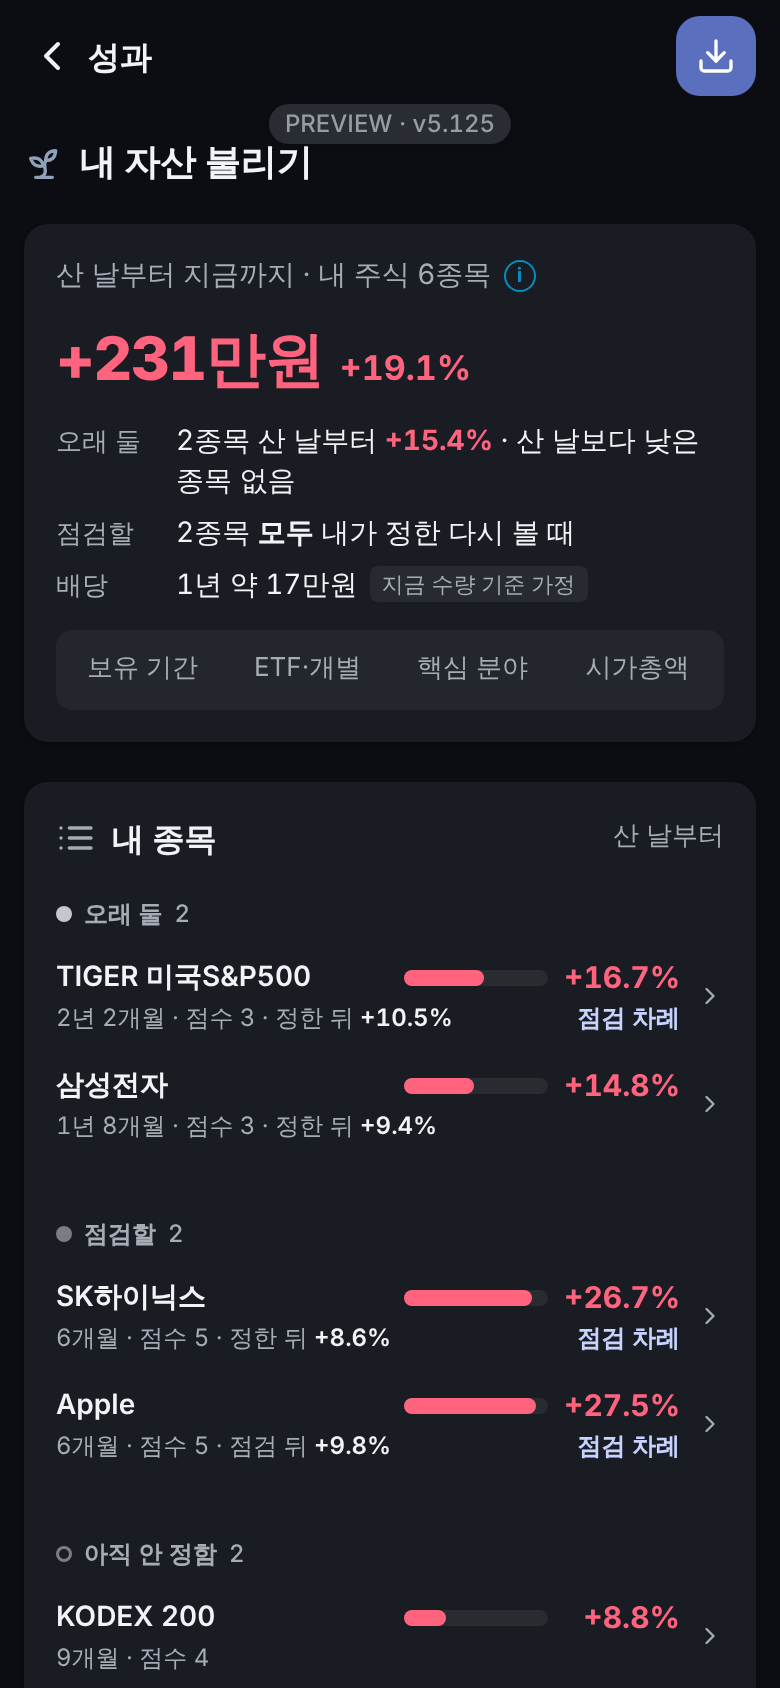 성과
PREVIEW · v5.125
내 자산 불리기
산 날부터 지금까지 · 내 주식 6종목 i
+231만원 +19.1%
오래 둘 2종목 산 날부터 +15.4% · 산 날보다 낮은
종목 없음
점검할 2종목 모두 내가 정한 다시 볼 때
배당 1년 약 17만원 지금 수량 기준 가정
보유 기간 ETF·개별 핵심 분야 시가총액
내 종목 산 날부터
오래 둘 2
TIGER 미국S&P500 +16.7%
2년 2개월 · 점수 3 · 정한 뒤 +10.5% 점검 차례
삼성전자 +14.8%
1년 8개월 · 점수 3 · 정한 뒤 +9.4%
점검할 2
SK하이닉스 +26.7%
6개월 · 점수 5 · 정한 뒤 +8.6% 점검 차례
Apple +27.5%
6개월 · 점수 5 · 점검 뒤 +9.8% 점검 차례
아직 안 정함 2
KODEX 200 +8.8%
9개월 · 점수 4